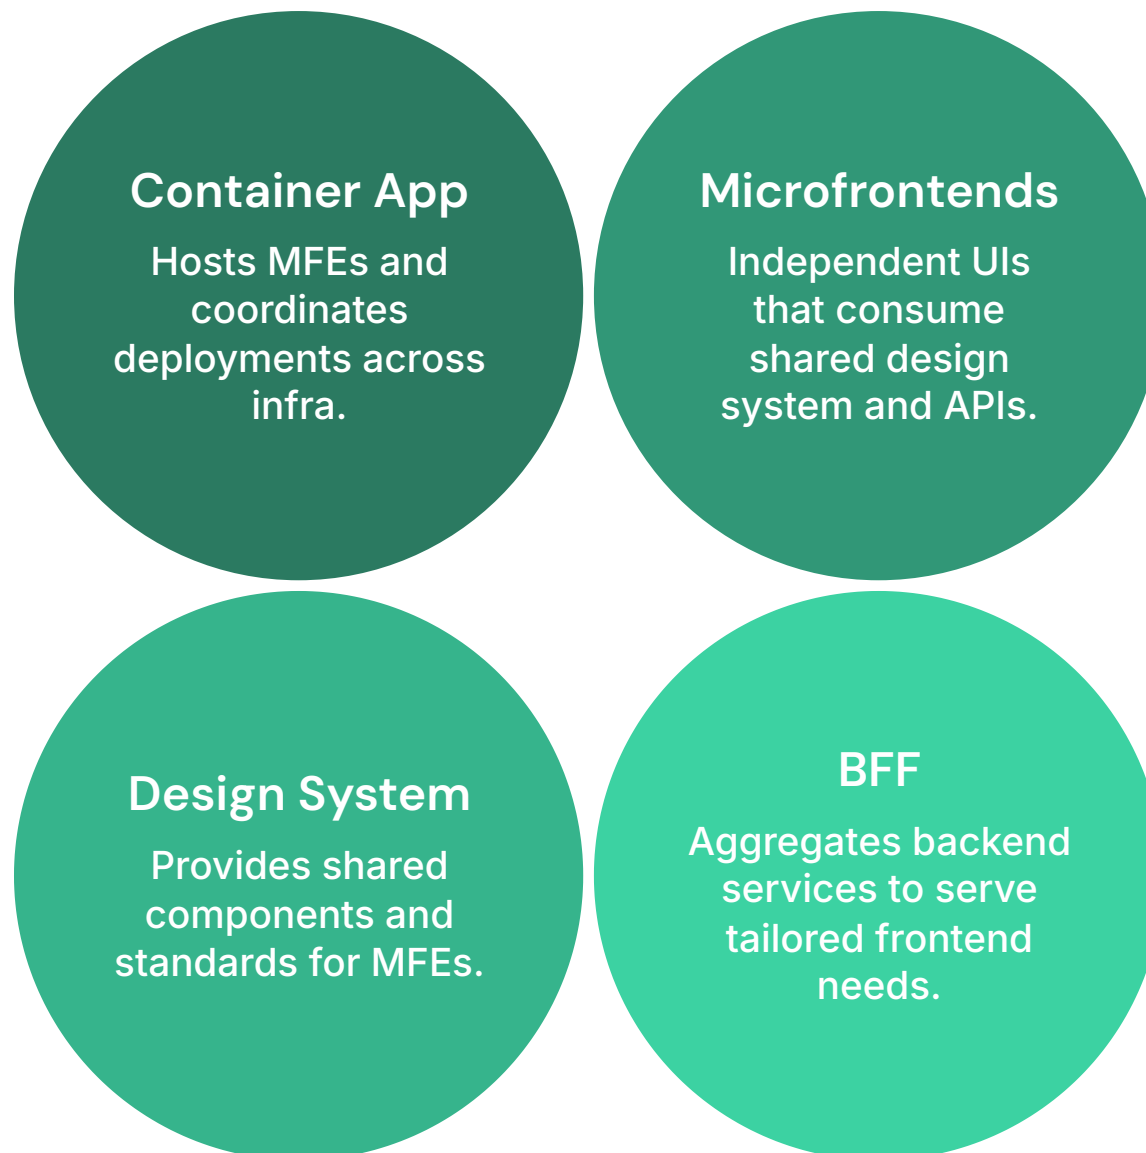 Container App
Hosts MFEs and
coordinates
deployments across
infra.
Microfrontends
Independent UIs
that consume
shared design
system and APIs.
Design System
Provides shared
components and
standards for MFEs.
BFF
Aggregates backend
services to serve
tailored frontend
needs.